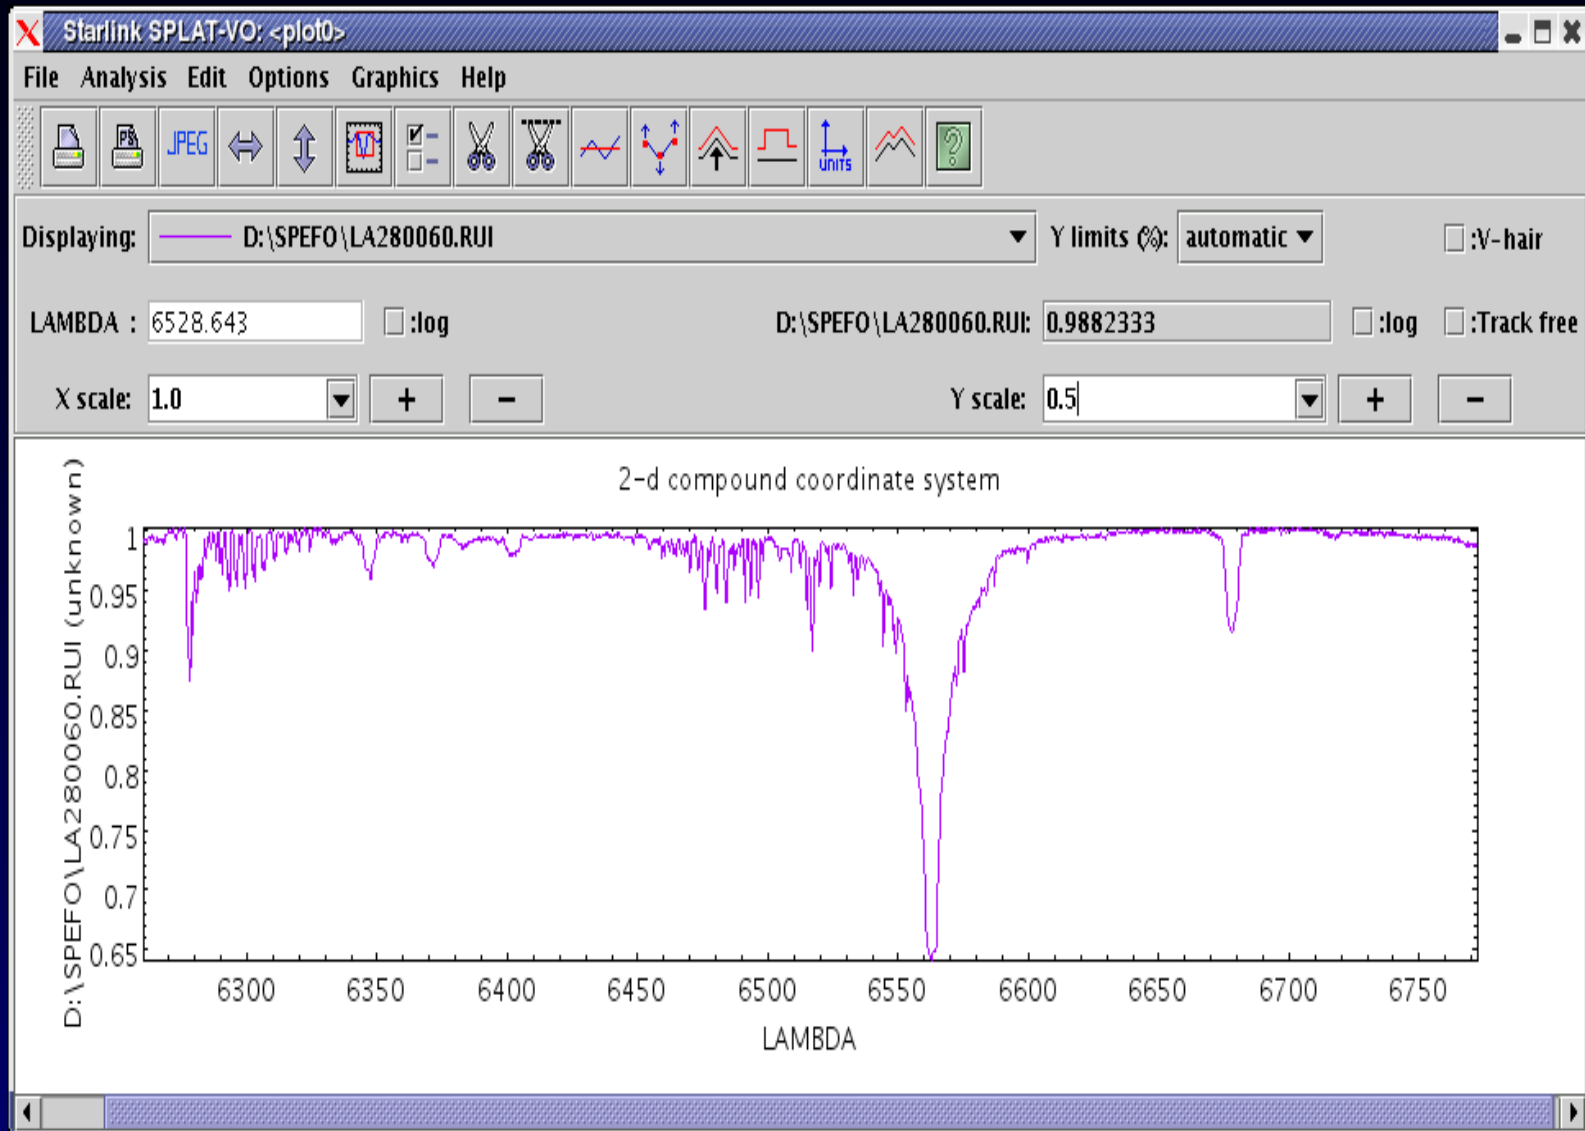 Starlink SPLAT-VO: <plot0>
File Analysis Edit Options Graphics Help
PS JPEG UNITS ?
Displaying: D:\SPEFO\LA280060.RUI Y limits (%): automatic :V-hair
LAMBDA : 6528.643 :log D:\SPEFO\LA280060.RUI: 0.9882333 :log :Track free
X scale: 1.0 + − Y scale: 0.5 + −
2-d compound coordinate system
D:\SPEFO\LA280060.RUI (unknown)
1
0.95
0.9
0.85
0.8
0.75
0.7
0.65
6300 6350 6400 6450 6500 6550 6600 6650 6700 6750
LAMBDA